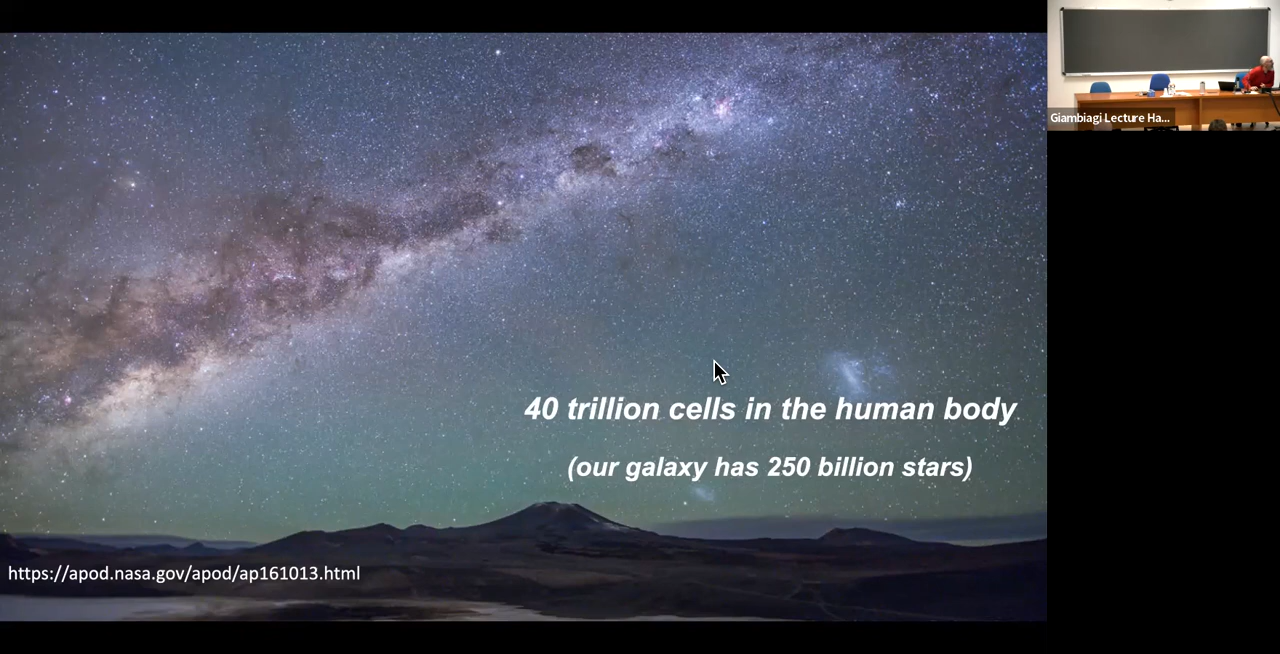 Giambiagi Lecture Ha...
40 trillion cells in the human body
(our galaxy has 250 billion stars)
https://apod.nasa.gov/apod/ap161013.html